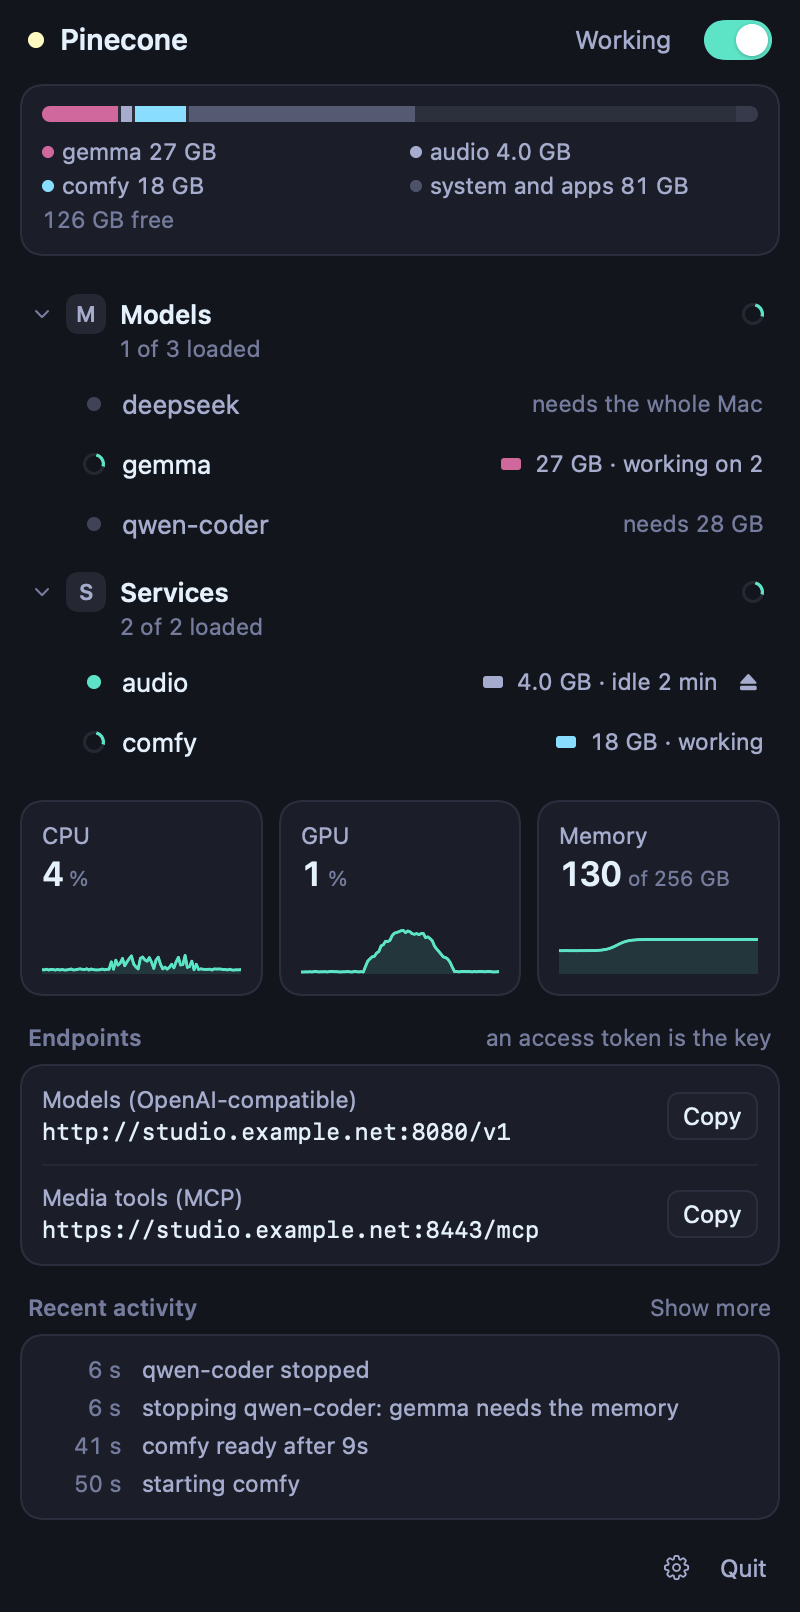 Pinecone
Working
gemma 27 GB
audio 4.0 GB
comfy 18 GB
system and apps 81 GB
126 GB free
M Models
1 of 3 loaded
deepseek
needs the whole Mac
gemma
27 GB · working on 2
qwen-coder
needs 28 GB
S Services
2 of 2 loaded
audio
4.0 GB · idle 2 min
comfy
18 GB · working
CPU
4 %
GPU
1 %
Memory
130 of 256 GB
Endpoints
an access token is the key
Models (OpenAI-compatible)
http://studio.example.net:8080/v1
Copy
Media tools (MCP)
https://studio.example.net:8443/mcp
Copy
Recent activity
Show more
6 s qwen-coder stopped
6 s stopping qwen-coder: gemma needs the memory
41 s comfy ready after 9s
50 s starting comfy
Quit